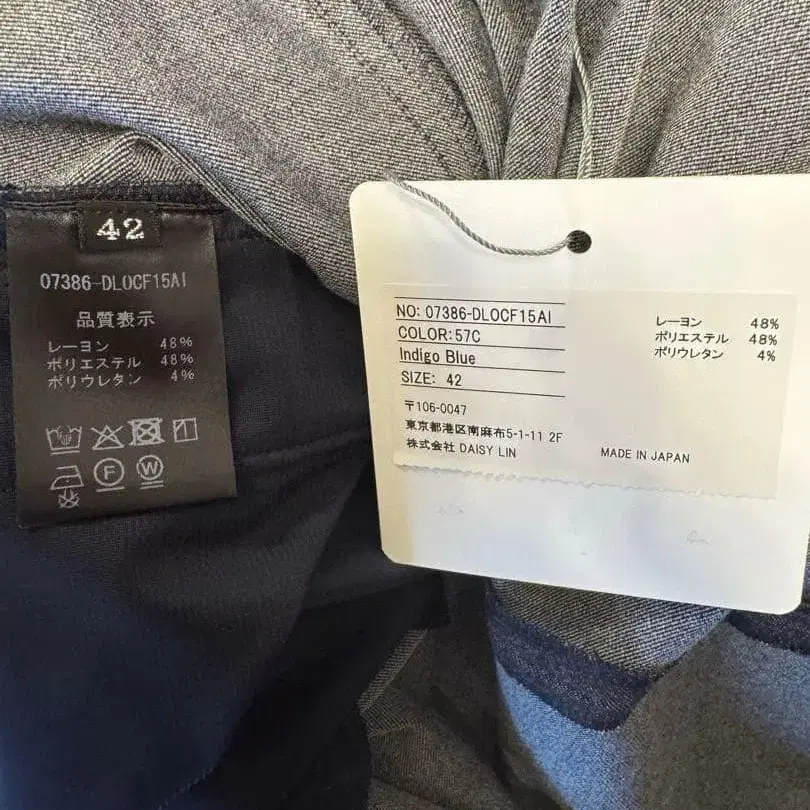 42
07386-DLOCF15AI
品質表示
レーヨン 48%
ポリエステル 48%
ポリウレタン 4%
F W
NO: 07386-DLOCF15AI
COLOR:57C
Indigo Blue
SIZE: 42
レーヨン 48%
ポリエステル 48%
ポリウレタン 4%
〒106-0047
東京都港区南麻布5-1-11 2F
株式会社 DAISY LIN
MADE IN JAPAN